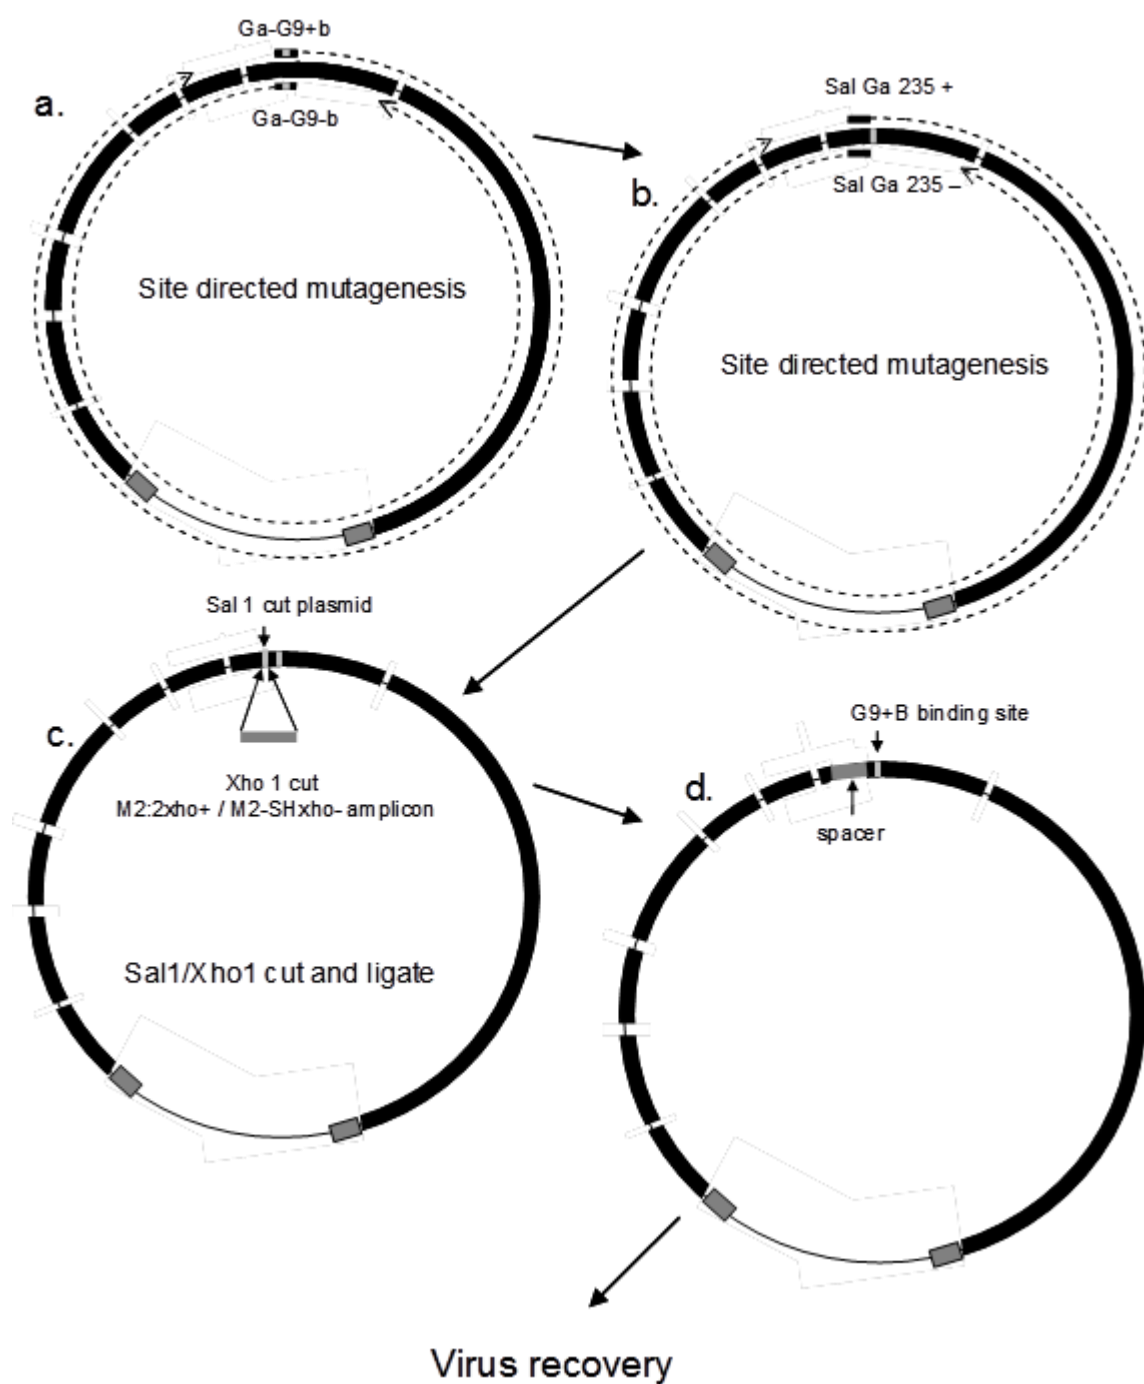 Ga-G9+b
a.
Ga-G9-b
Site directed mutagenesis
Sal Ga 235 +
b.
Sal Ga 235 –
Site directed mutagenesis
Sal 1 cut plasmid
c.
Xho 1 cut
M2:2xho+ / M2-SHxho- amplicon
Sal1/Xho1 cut and ligate
G9+B binding site
d.
spacer
Virus recovery